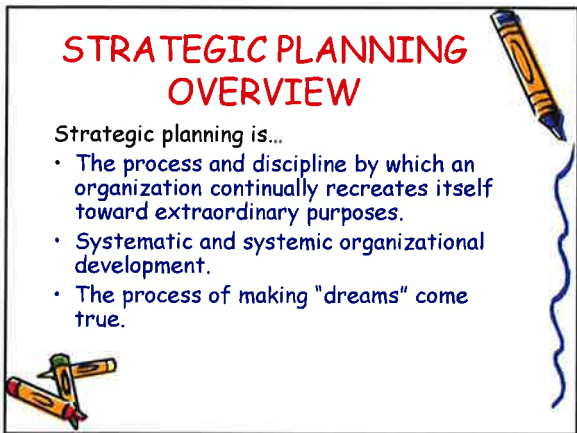 STRATEGIC PLANNING
OVERVIEW
Strategic planning is…
• The process and discipline by which an
organization continually recreates itself
toward extraordinary purposes.
• Systematic and systemic organizational
development.
• The process of making “dreams” come
true.